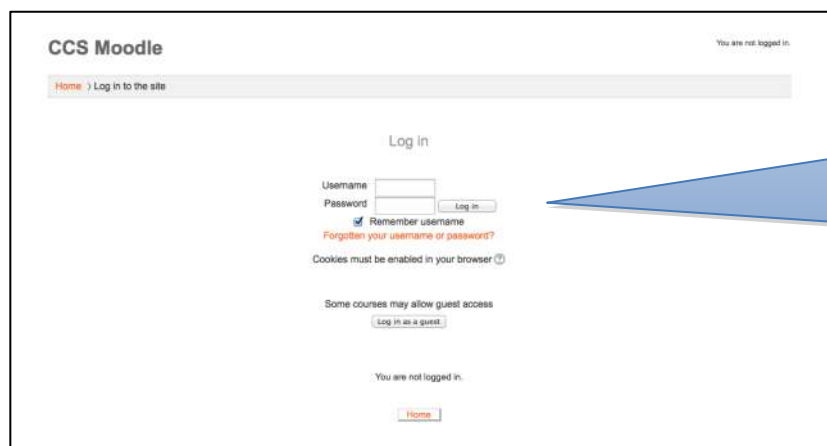 CCS Moodle
You are not logged in.
Home 〉 Log in to the site
Log in
Username
Password Log in
Remember username
Forgotten your username or password?
Cookies must be enabled in your browser ?
Some courses may allow guest access
Log in as a guest
You are not logged in.
Home